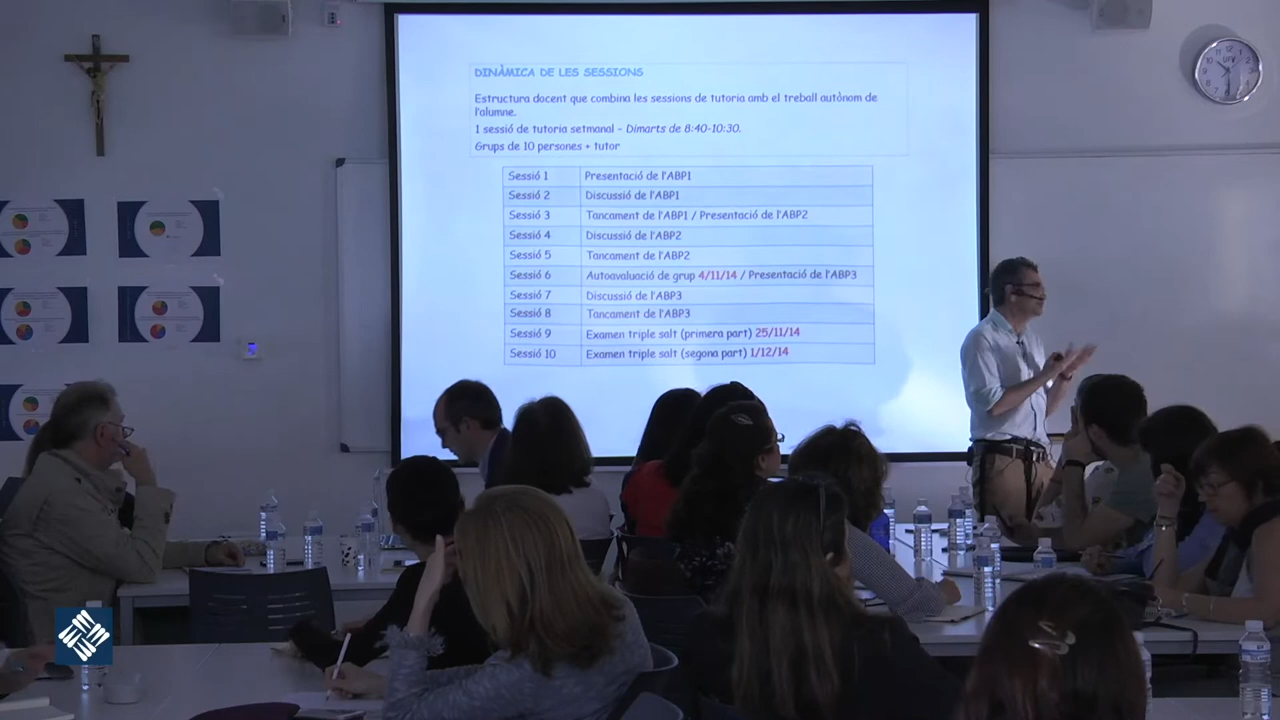 DINÀMICA DE LES SESSIONS
Estructura docent que combina les sessions de tutoria amb el treball autònom de
l'alumne.
1 sessió de tutoria setmanal - Dimarts de 8:40-10:30.
Grups de 10 persones + tutor
Sessió 1 Presentació de l'ABP1
Sessió 2 Discussió de l'ABP1
Sessió 3 Tancament de l'ABP1 / Presentació de l'ABP2
Sessió 4 Discussió de l'ABP2
Sessió 5 Tancament de l'ABP2
Sessió 6 Autoavaluació de grup 4/11/14 / Presentació de l'ABP3
Sessió 7 Discussió de l'ABP3
Sessió 8 Tancament de l'ABP3
Sessió 9 Examen triple salt (primera part) 25/11/14
Sessió 10 Examen triple salt (segona part) 1/12/14